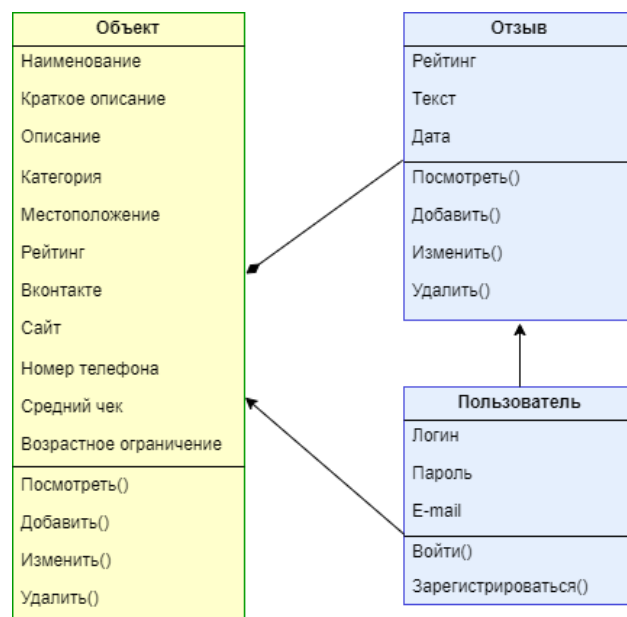 Объект
Наименование
Краткое описание
Описание
Категория
Местоположение
Рейтинг
Вконтакте
Сайт
Номер телефона
Средний чек
Возрастное ограничение
Посмотреть()
Добавить()
Изменить()
Удалить()
Отзыв
Рейтинг
Текст
Дата
Посмотреть()
Добавить()
Изменить()
Удалить()
Пользователь
Логин
Пароль
E-mail
Войти()
Зарегистрироваться()